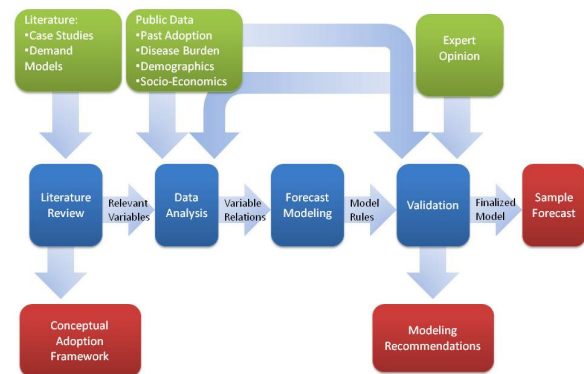 Literature:
▪Case Studies
▪Demand
Models
Public Data
▪Past Adoption
▪Disease Burden
▪Demographics
▪Socio-Economics
Expert
Opinion
Literature
Review
Relevant
Variables
Data
Analysis
Variable
Relations
Forecast
Modeling
Model
Rules
Validation
Finalized
Model
Sample
Forecast
Conceptual
Adoption
Framework
Modeling
Recommendations